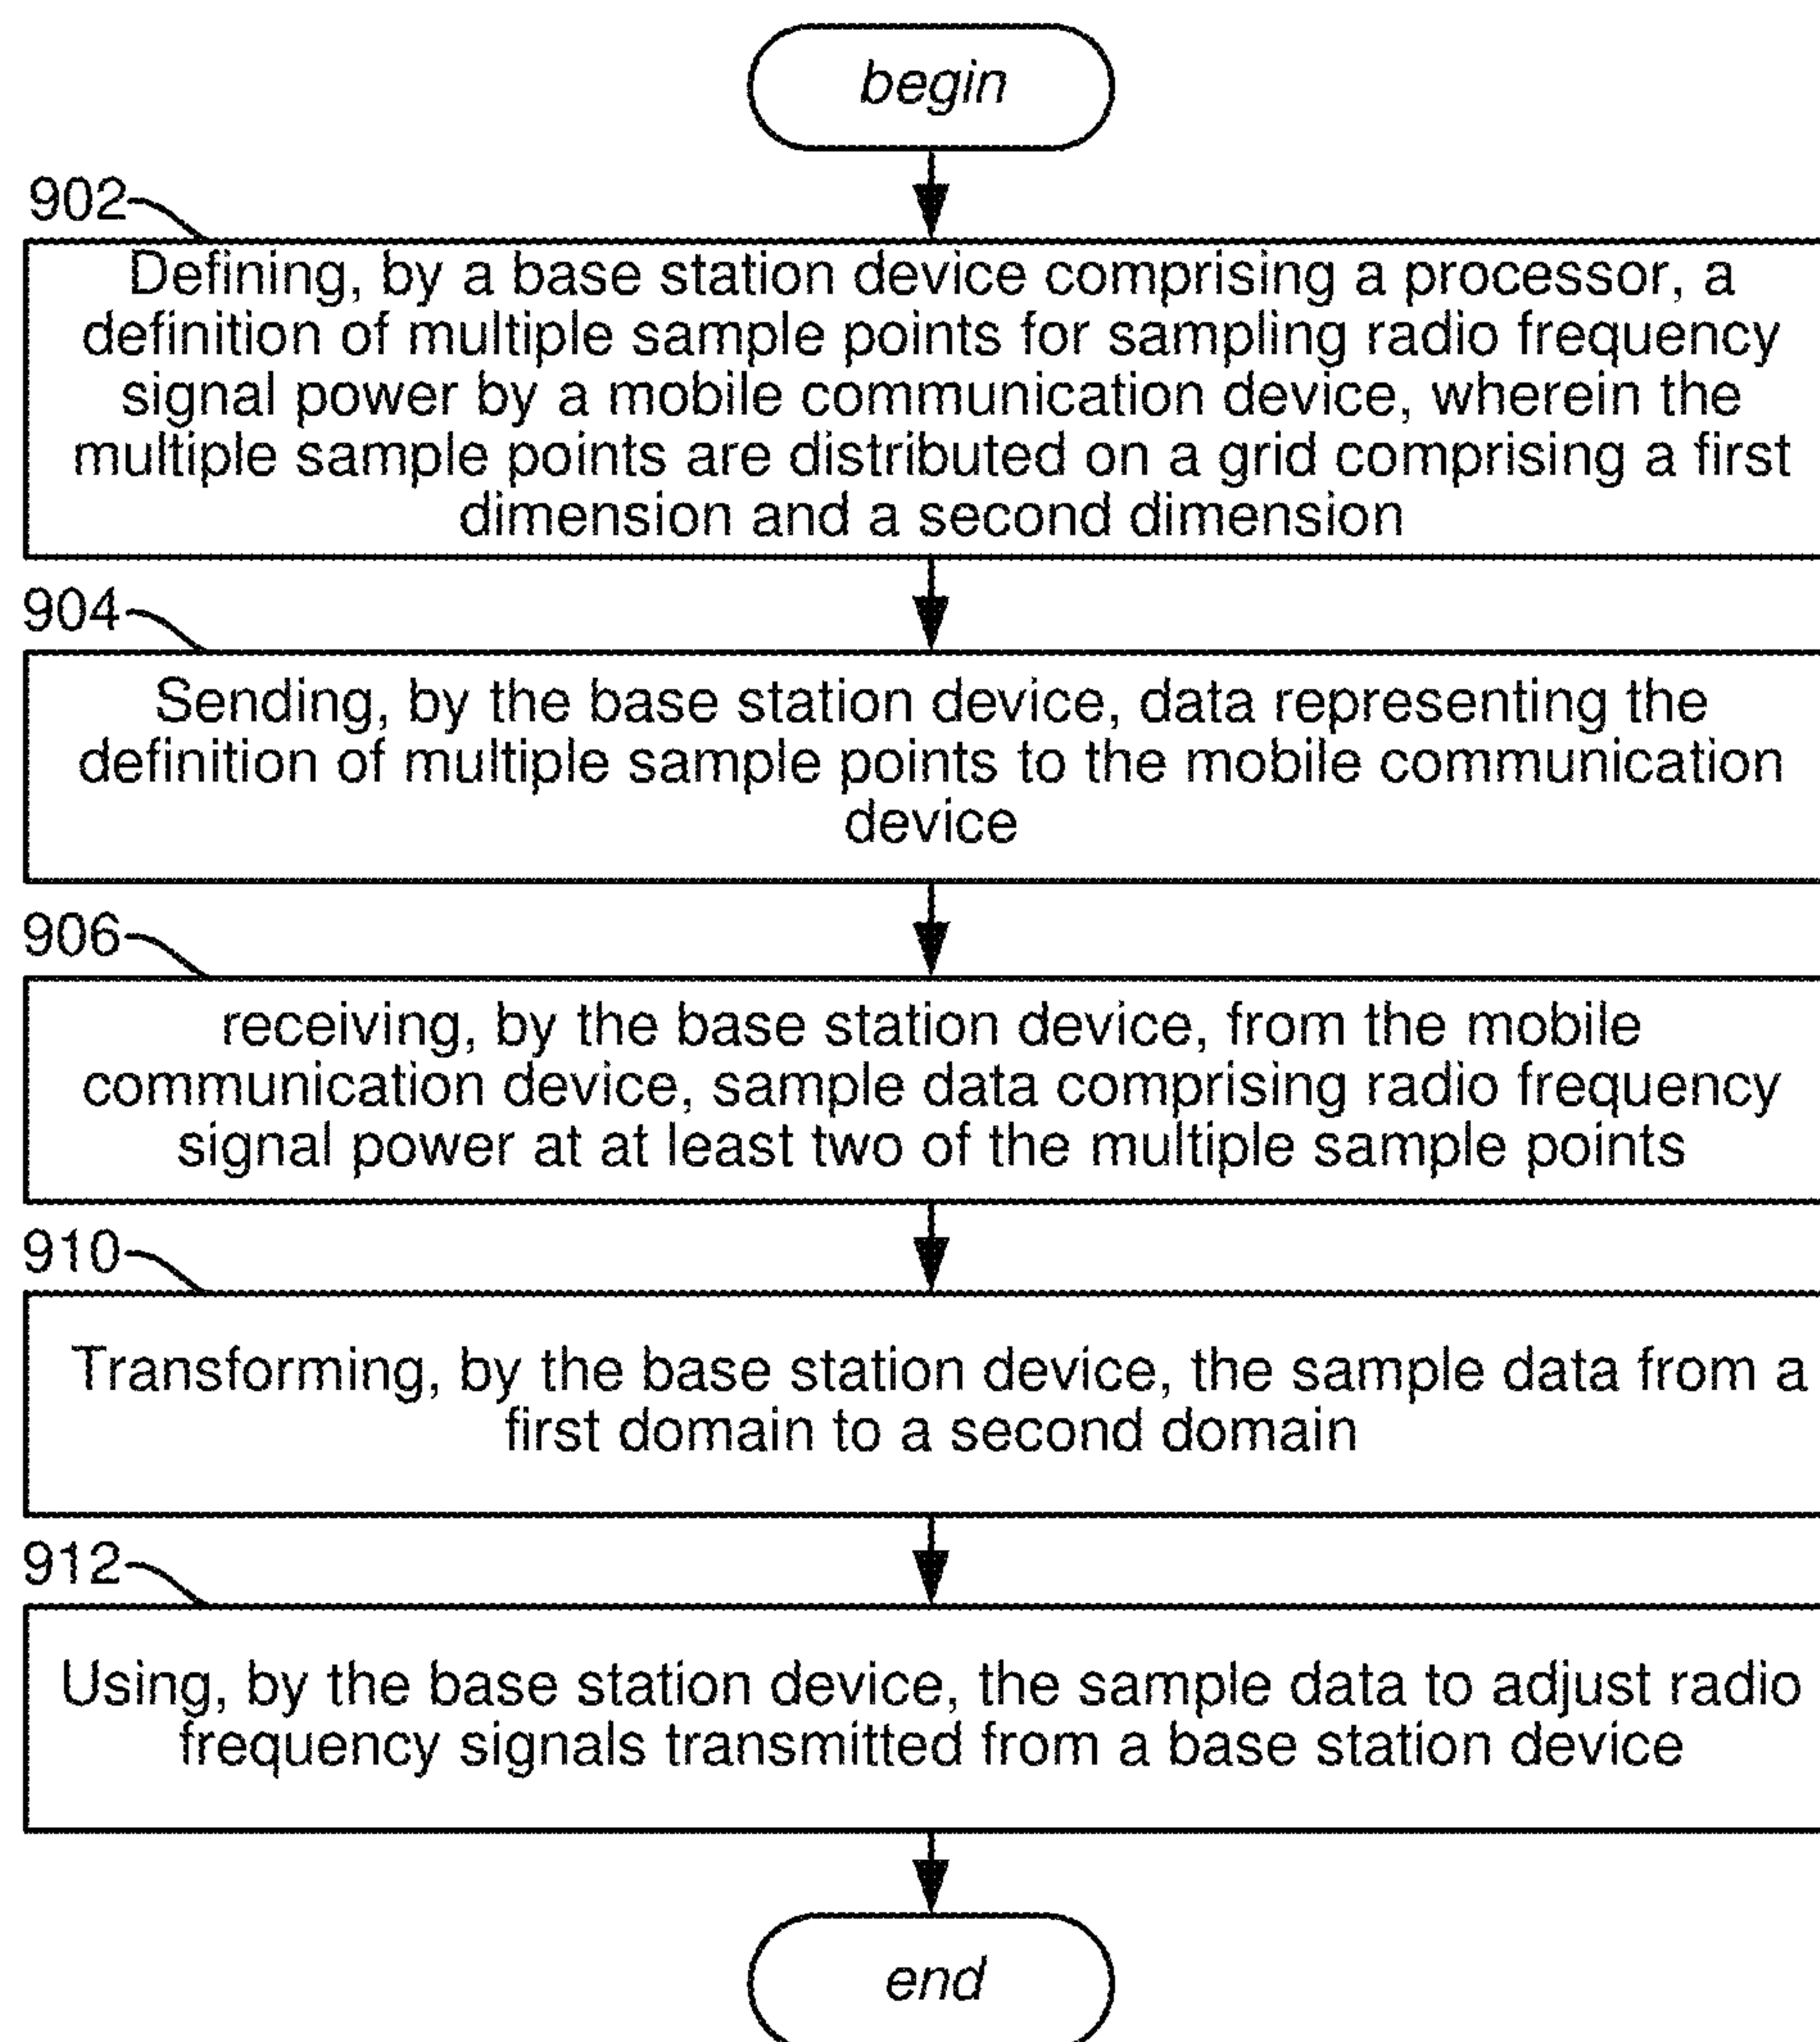 begin
902
Defining, by a base station device comprising a processor, a
definition of multiple sample points for sampling radio frequency
signal power by a mobile communication device, wherein the
multiple sample points are distributed on a grid comprising a first
dimension and a second dimension
904
Sending, by the base station device, data representing the
definition of multiple sample points to the mobile communication
device
906
receiving, by the base station device, from the mobile
communication device, sample data comprising radio frequency
signal power at at least two of the multiple sample points
910
Transforming, by the base station device, the sample data from a
first domain to a second domain
912
Using, by the base station device, the sample data to adjust radio
frequency signals transmitted from a base station device
end